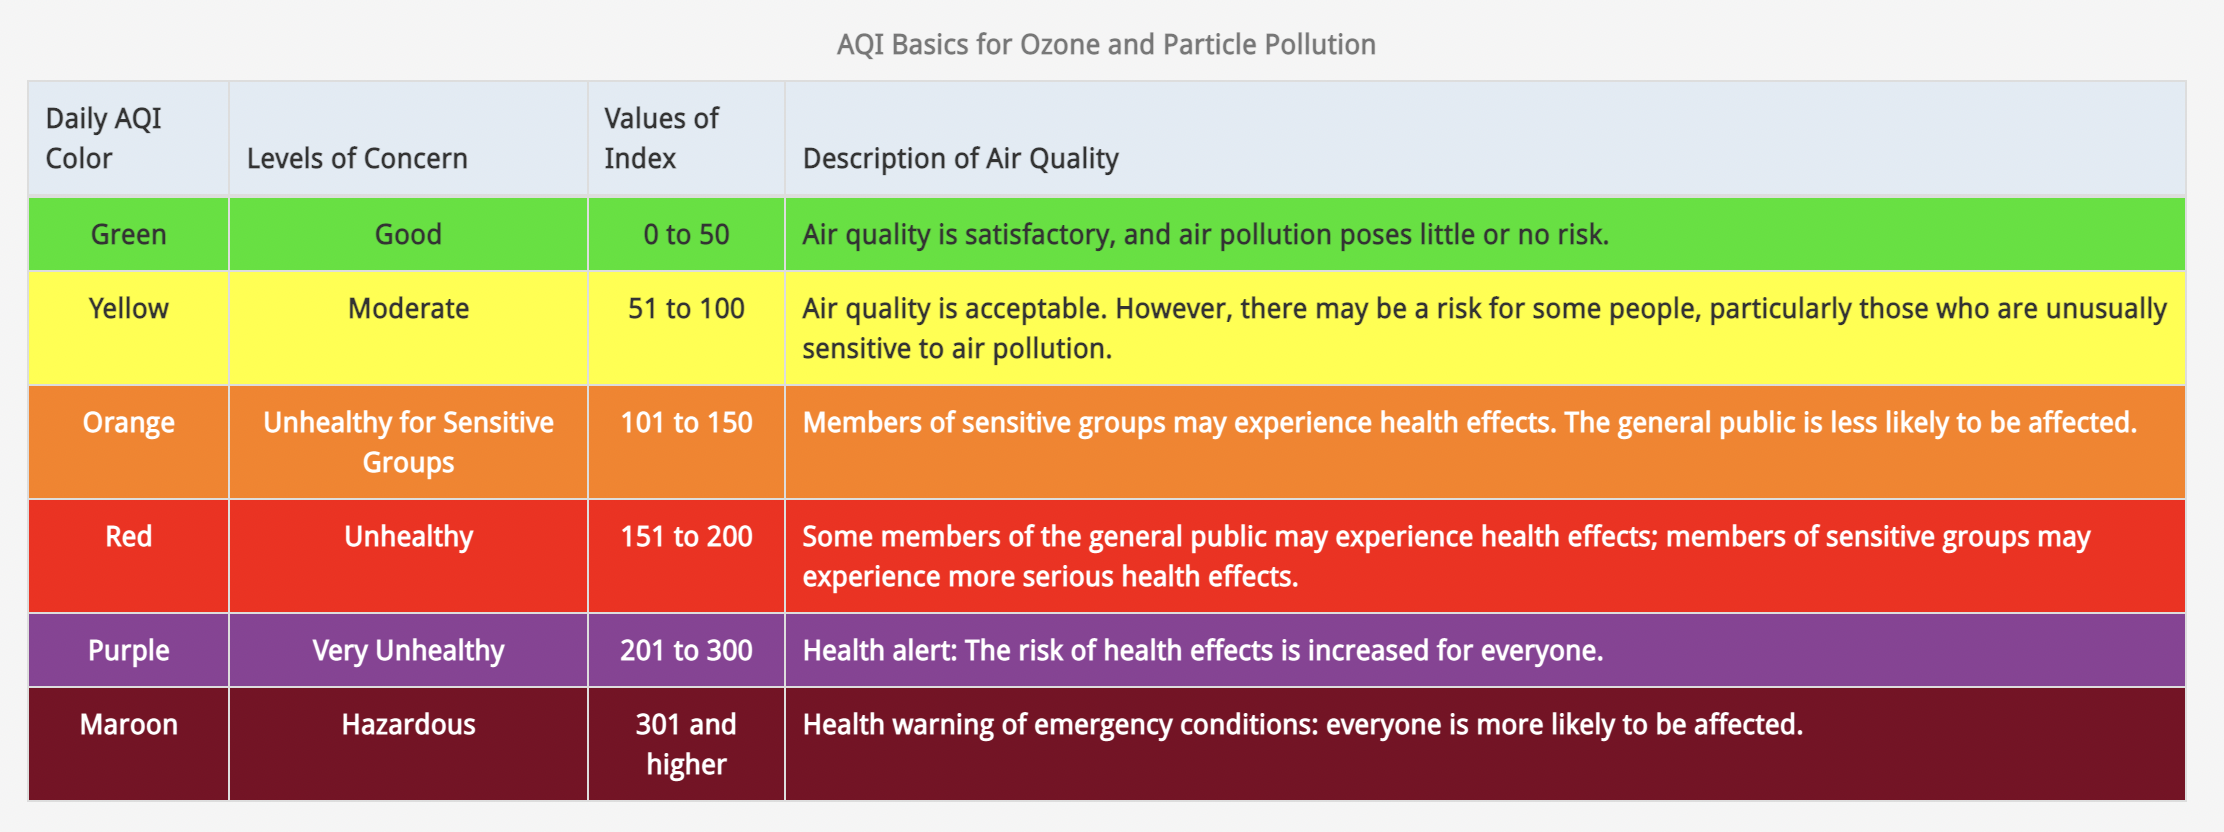 AQI Basics for Ozone and Particle Pollution
Daily AQI
Color
Levels of Concern
Values of
Index
Description of Air Quality
Green
Good
0 to 50
Air quality is satisfactory, and air pollution poses little or no risk.
Yellow
Moderate
51 to 100
Air quality is acceptable. However, there may be a risk for some people, particularly those who are unusually
sensitive to air pollution.
Orange
Unhealthy for Sensitive
Groups
101 to 150
Members of sensitive groups may experience health effects. The general public is less likely to be affected.
Red
Unhealthy
151 to 200
Some members of the general public may experience health effects; members of sensitive groups may
experience more serious health effects.
Purple
Very Unhealthy
201 to 300
Health alert: The risk of health effects is increased for everyone.
Maroon
Hazardous
301 and
higher
Health warning of emergency conditions: everyone is more likely to be affected.